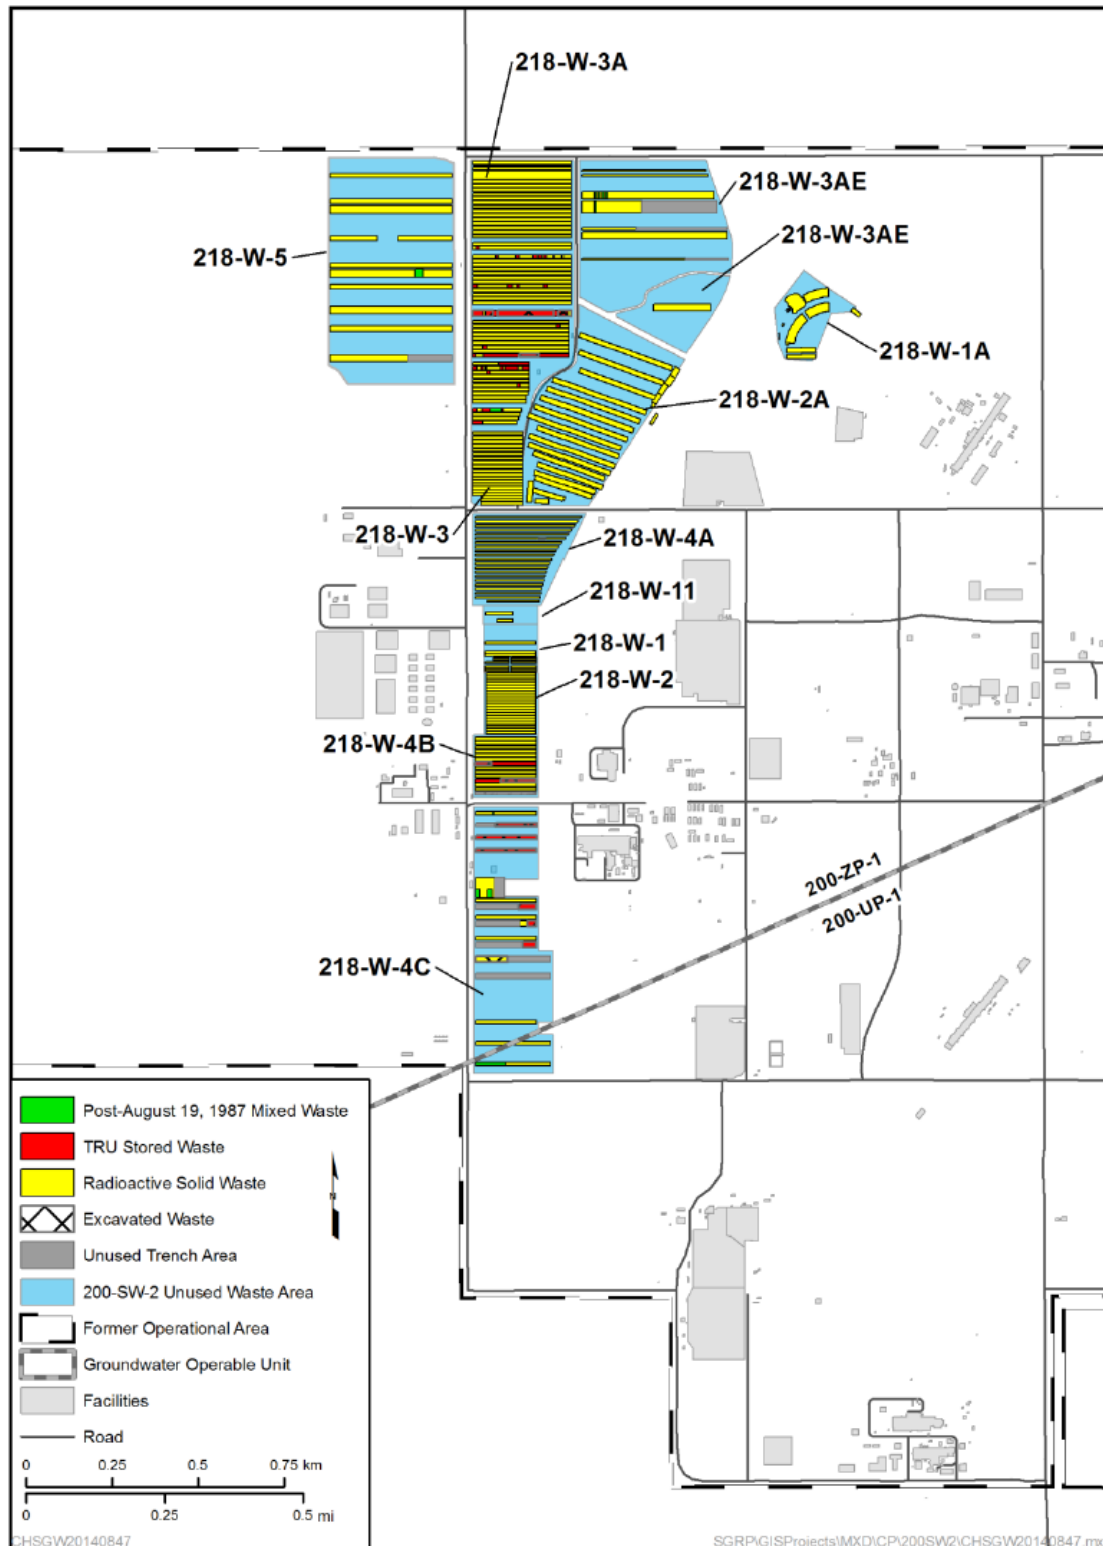 218-W-3A
218-W-3AE
218-W-3AE
218-W-5
218-W-1A
218-W-2A
218-W-3
218-W-4A
218-W-11
218-W-1
218-W-2
218-W-4B
200-ZP-1
200-UP-1
218-W-4C
Post-August 19, 1987 Mixed Waste
TRU Stored Waste
Radioactive Solid Waste
N
Excavated Waste
Unused Trench Area
200-SW-2 Unused Waste Area
Former Operational Area
Groundwater Operable Unit
Facilities
Road
0 0.25 0.5 0.75 km
0 0.25 0.5 mi
CHSGW20140847
SGRP\GISProjects\MXD\CP\200SW2\CHSGW20140847.mx